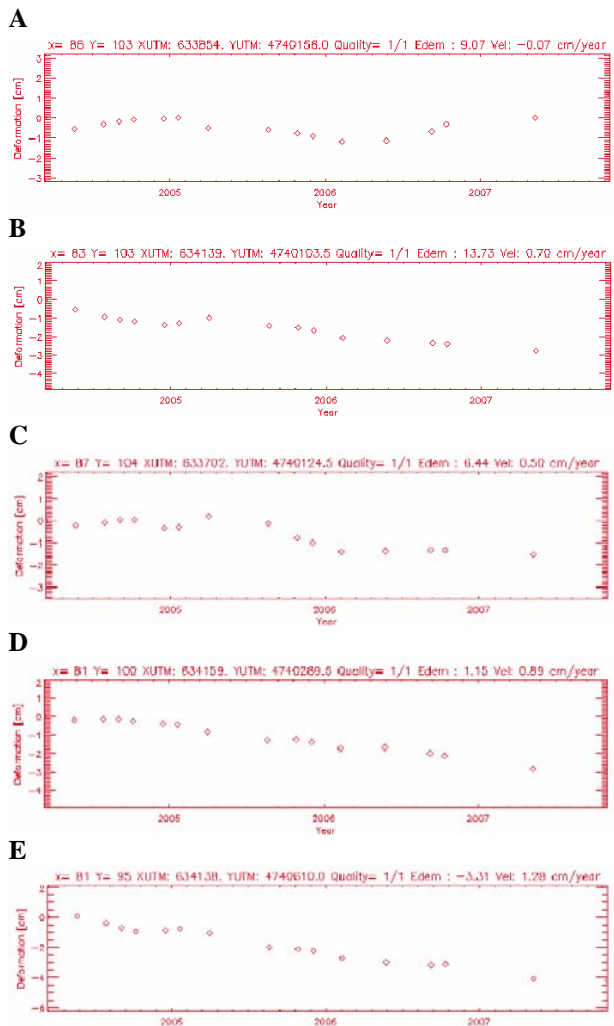 A
x= 86 Y= 103 XUTM: 633854. YUTM: 4740158.0 Quality= 1/1 Edem : 9.07 Vel: -0.07 cm/year
Deformation [cm]
3
2
1
0
-1
-2
-3
2005 2006 2007
Year
B
x= 83 Y= 103 XUTM: 634139. YUTM: 4740103.5 Quality= 1/1 Edem : 13.73 Vel: 0.70 cm/year
Deformation [cm]
2
1
0
-1
-2
-3
-4
2005 2006 2007
Year
C
x= 87 Y= 104 XUTM: 633702. YUTM: 4740124.5 Quality= 1/1 Edem : 6.44 Vel: 0.50 cm/year
Deformation [cm]
2
1
0
-1
-2
-3
2005 2006 2007
Year
D
x= 81 Y= 100 XUTM: 634159. YUTM: 4740289.5 Quality= 1/1 Edem : 1.15 Vel: 0.89 cm/year
Deformation [cm]
2
1
0
-1
-2
-3
-4
2005 2006 2007
Year
E
x= 81 Y= 95 XUTM: 634138. YUTM: 4740610.0 Quality= 1/1 Edem : -3.31 Vel: 1.28 cm/year
Deformation [cm]
2
0
-2
-4
-6
2005 2006 2007
Year